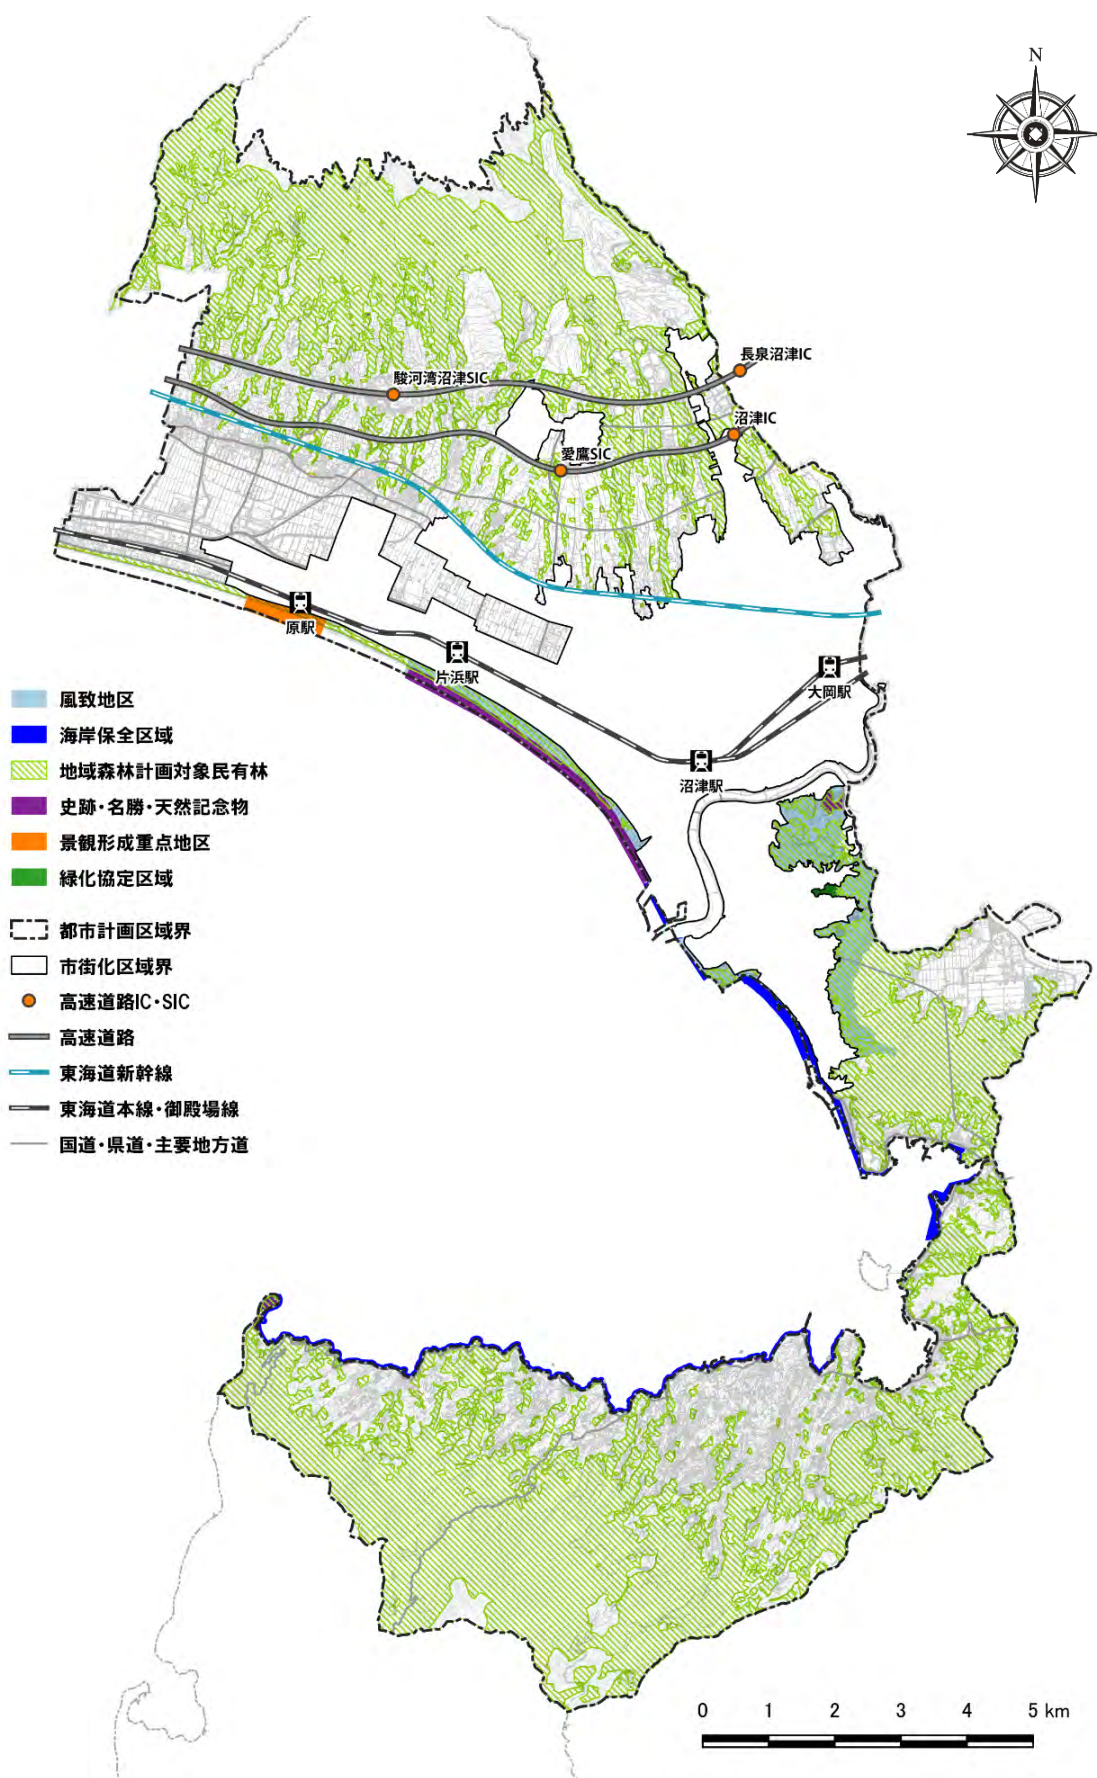 N
長泉沼津IC
駿河湾沼津SIC
沼津IC
愛鷹SIC
原駅
片浜駅
大岡駅
沼津駅
風致地区
海岸保全区域
地域森林計画対象民有林
史跡・名勝・天然記念物
景観形成重点地区
緑化協定区域
都市計画区域界
市街化区域界
高速道路IC・SIC
高速道路
東海道新幹線
東海道本線・御殿場線
国道・県道・主要地方道
0 1 2 3 4 5 km